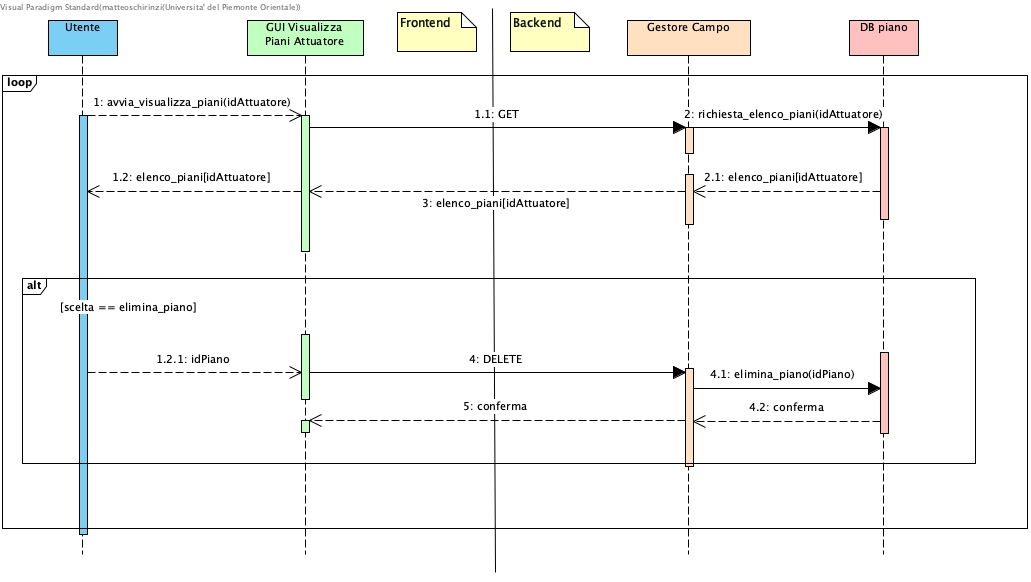 Visual Paradigm Standard(matteoschirinzi(Universita' del Piemonte Orientale))
Utente
GUI Visualizza
Piani Attuatore
Frontend
Backend
Gestore Campo
DB piano
loop
1: avvia_visualizza_piani(idAttuatore)
1.1: GET
2: richiesta_elenco_piani(idAttuatore)
1.2: elenco_piani[idAttuatore]
2.1: elenco_piani[idAttuatore]
3: elenco_piani[idAttuatore]
alt
[scelta == elimina_piano]
1.2.1: idPiano
4: DELETE
4.1: elimina_piano(idPiano)
5: conferma
4.2: conferma